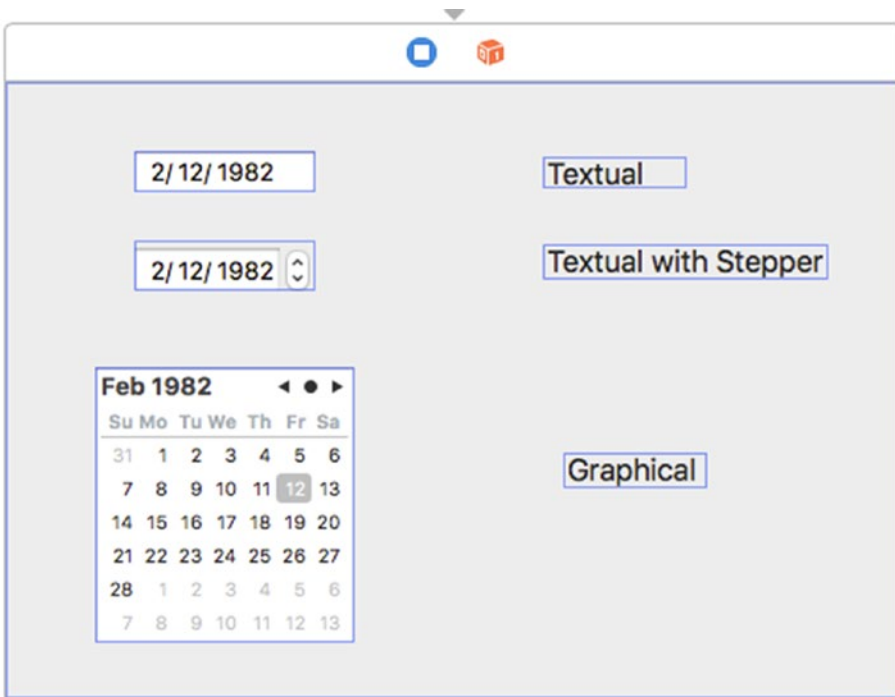 2/ 12/ 1982
Textual
2/ 12/ 1982
Textual with Stepper
Feb 1982
Su Mo Tu We Th Fr Sa
31 1 2 3 4 5 6
7 8 9 10 11 12 13
14 15 16 17 18 19 20
21 22 23 24 25 26 27
28 1 2 3 4 5 6
7 8 9 10 11 12 13
Graphical